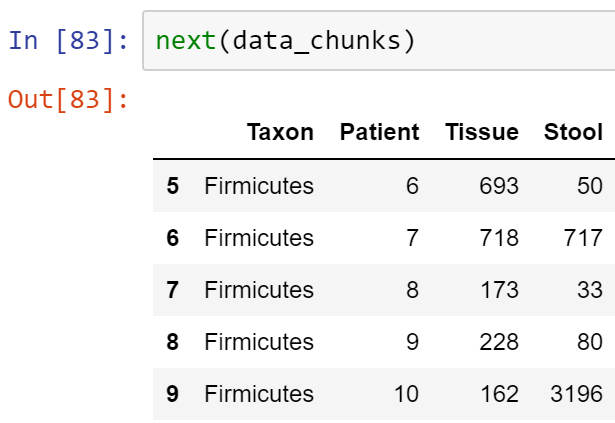 In [83]: next(data_chunks)
Out[83]:
Taxon Patient Tissue Stool
5 Firmicutes 6 693 50
6 Firmicutes 7 718 717
7 Firmicutes 8 173 33
8 Firmicutes 9 228 80
9 Firmicutes 10 162 3196